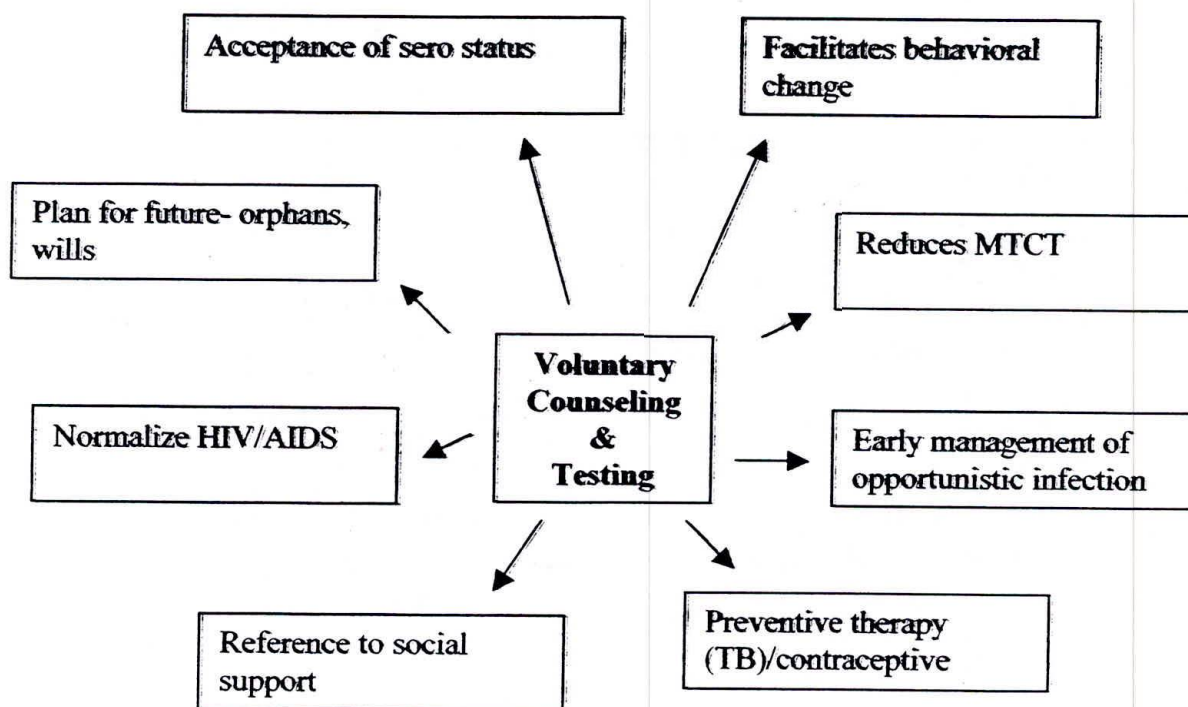 Acceptance of sero status
Facilitates behavioral
change
Plan for future- orphans,
wills
Reduces MTCT
Voluntary
Counseling
&
Testing
Normalize HIV/AIDS
Early management of
opportunistic infection
Reference to social
support
Preventive therapy
(TB)/contraceptive